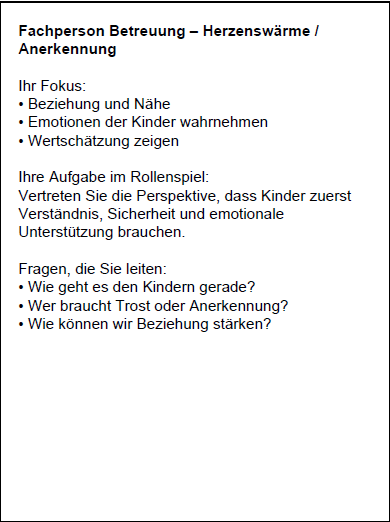 Fachperson Betreuung – Herzenswärme /
Anerkennung
Ihr Fokus:
• Beziehung und Nähe
• Emotionen der Kinder wahrnehmen
• Wertschätzung zeigen
Ihre Aufgabe im Rollenspiel:
Vertreten Sie die Perspektive, dass Kinder zuerst
Verständnis, Sicherheit und emotionale
Unterstützung brauchen.
Fragen, die Sie leiten:
• Wie geht es den Kindern gerade?
• Wer braucht Trost oder Anerkennung?
• Wie können wir Beziehung stärken?